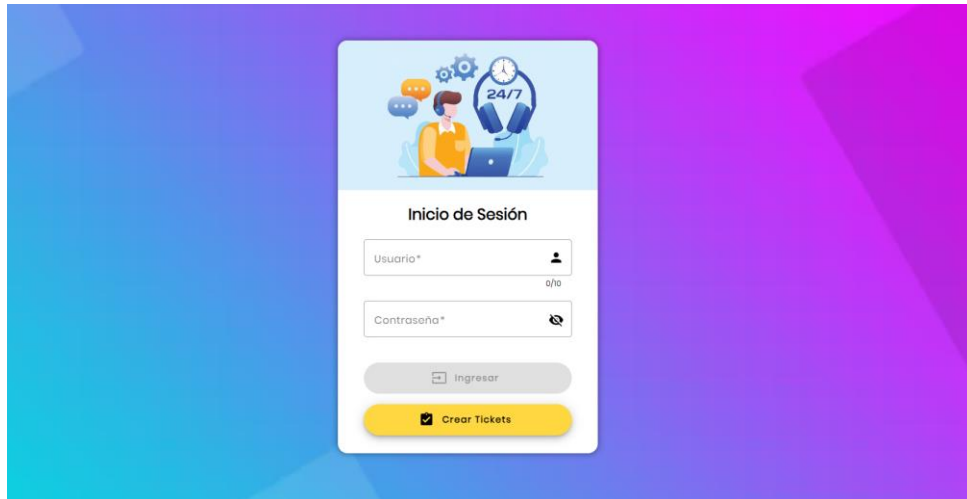 24/7
Inicio de Sesión
Usuario*
0/10
Contraseña*
Ingresar
Crear Tickets